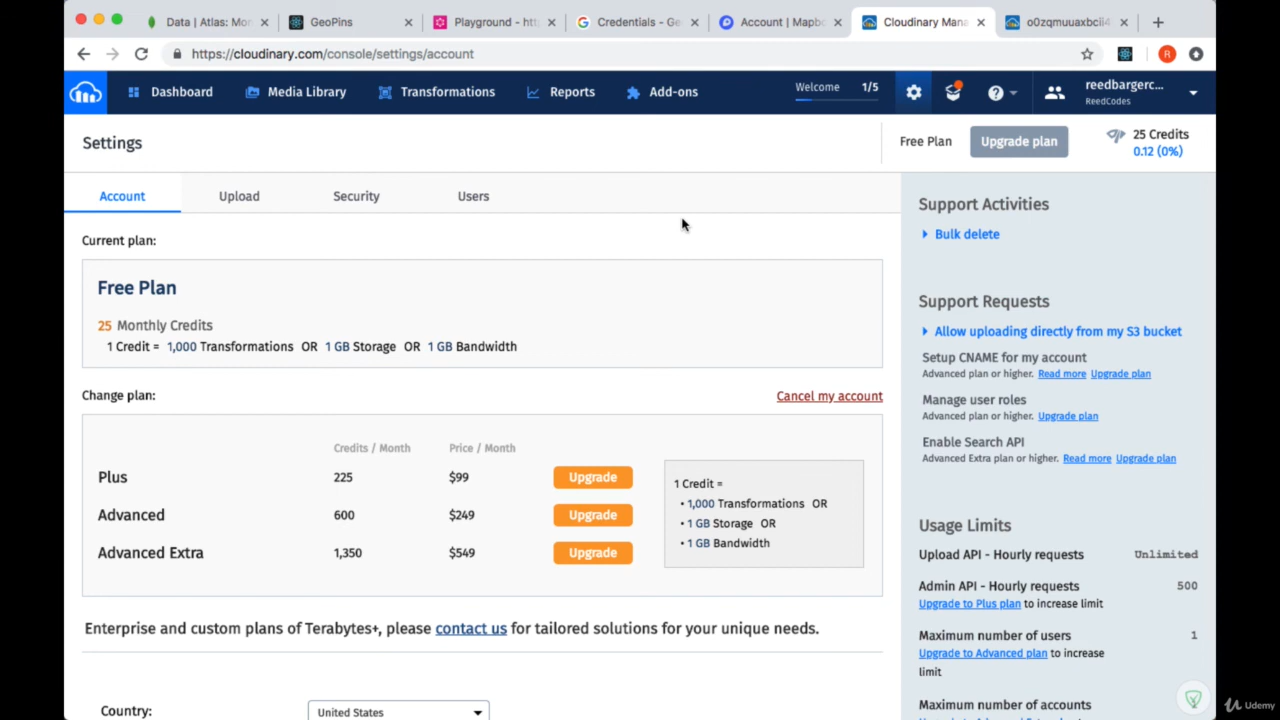 Data | Atlas: Mon
GeoPins
Playground - http
Credentials - Ge
Account | Mapbo
Cloudinary Mana
o0zqmuuaxbcii4
https://cloudinary.com/console/settings/account
R
Dashboard
Media Library
Transformations
Reports
Add-ons
Welcome 1/5
reedbargerc...
ReedCodes
Settings
Free Plan
Upgrade plan
25 Credits
0.12 (0%)
Account
Upload
Security
Users
Current plan:
Free Plan
25 Monthly Credits
1 Credit = 1,000 Transformations OR 1 GB Storage OR 1 GB Bandwidth
Change plan:
Cancel my account
Credits / Month Price / Month
Plus 225 $99 Upgrade
Advanced 600 $249 Upgrade
Advanced Extra 1,350 $549 Upgrade
1 Credit =
• 1,000 Transformations OR
• 1 GB Storage OR
• 1 GB Bandwidth
Enterprise and custom plans of Terabytes+, please contact us for tailored solutions for your unique needs.
Country: United States
Support Activities
Bulk delete
Support Requests
Allow uploading directly from my S3 bucket
Setup CNAME for my account
Advanced plan or higher. Read more Upgrade plan
Manage user roles
Advanced plan or higher. Upgrade plan
Enable Search API
Advanced Extra plan or higher. Read more Upgrade plan
Usage Limits
Upload API - Hourly requests Unlimited
Admin API - Hourly requests 500
Upgrade to Plus plan to increase limit
Maximum number of users 1
Upgrade to Advanced plan to increase
limit
Maximum number of accounts
Udemy